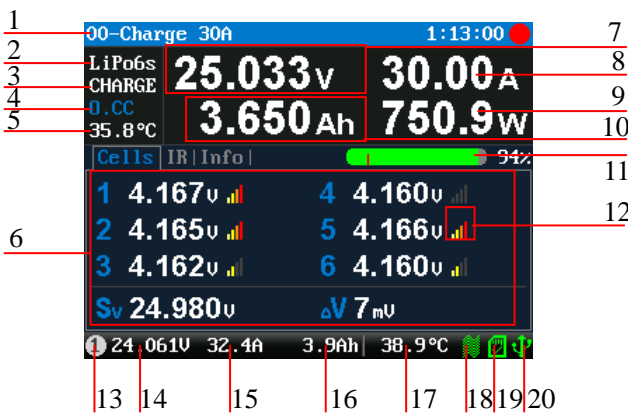 1 00-Charge 30A 1:13:00 7
2 LiPo6s 25.033V 30.00A 8
3 CHARGE
4 0.CC 3.650Ah 750.9W 9
5 35.8°C 10
Cells IR|Info| 94% 11
1 4.167V 4 4.160V 12
6 2 4.165V 5 4.166V
3 4.162V 6 4.160V
Sv 24.980V ΔV 7mV
1 24.061V 32.4A 3.9Ah| 38.9°C
13 14 15 16 17 18 19 20